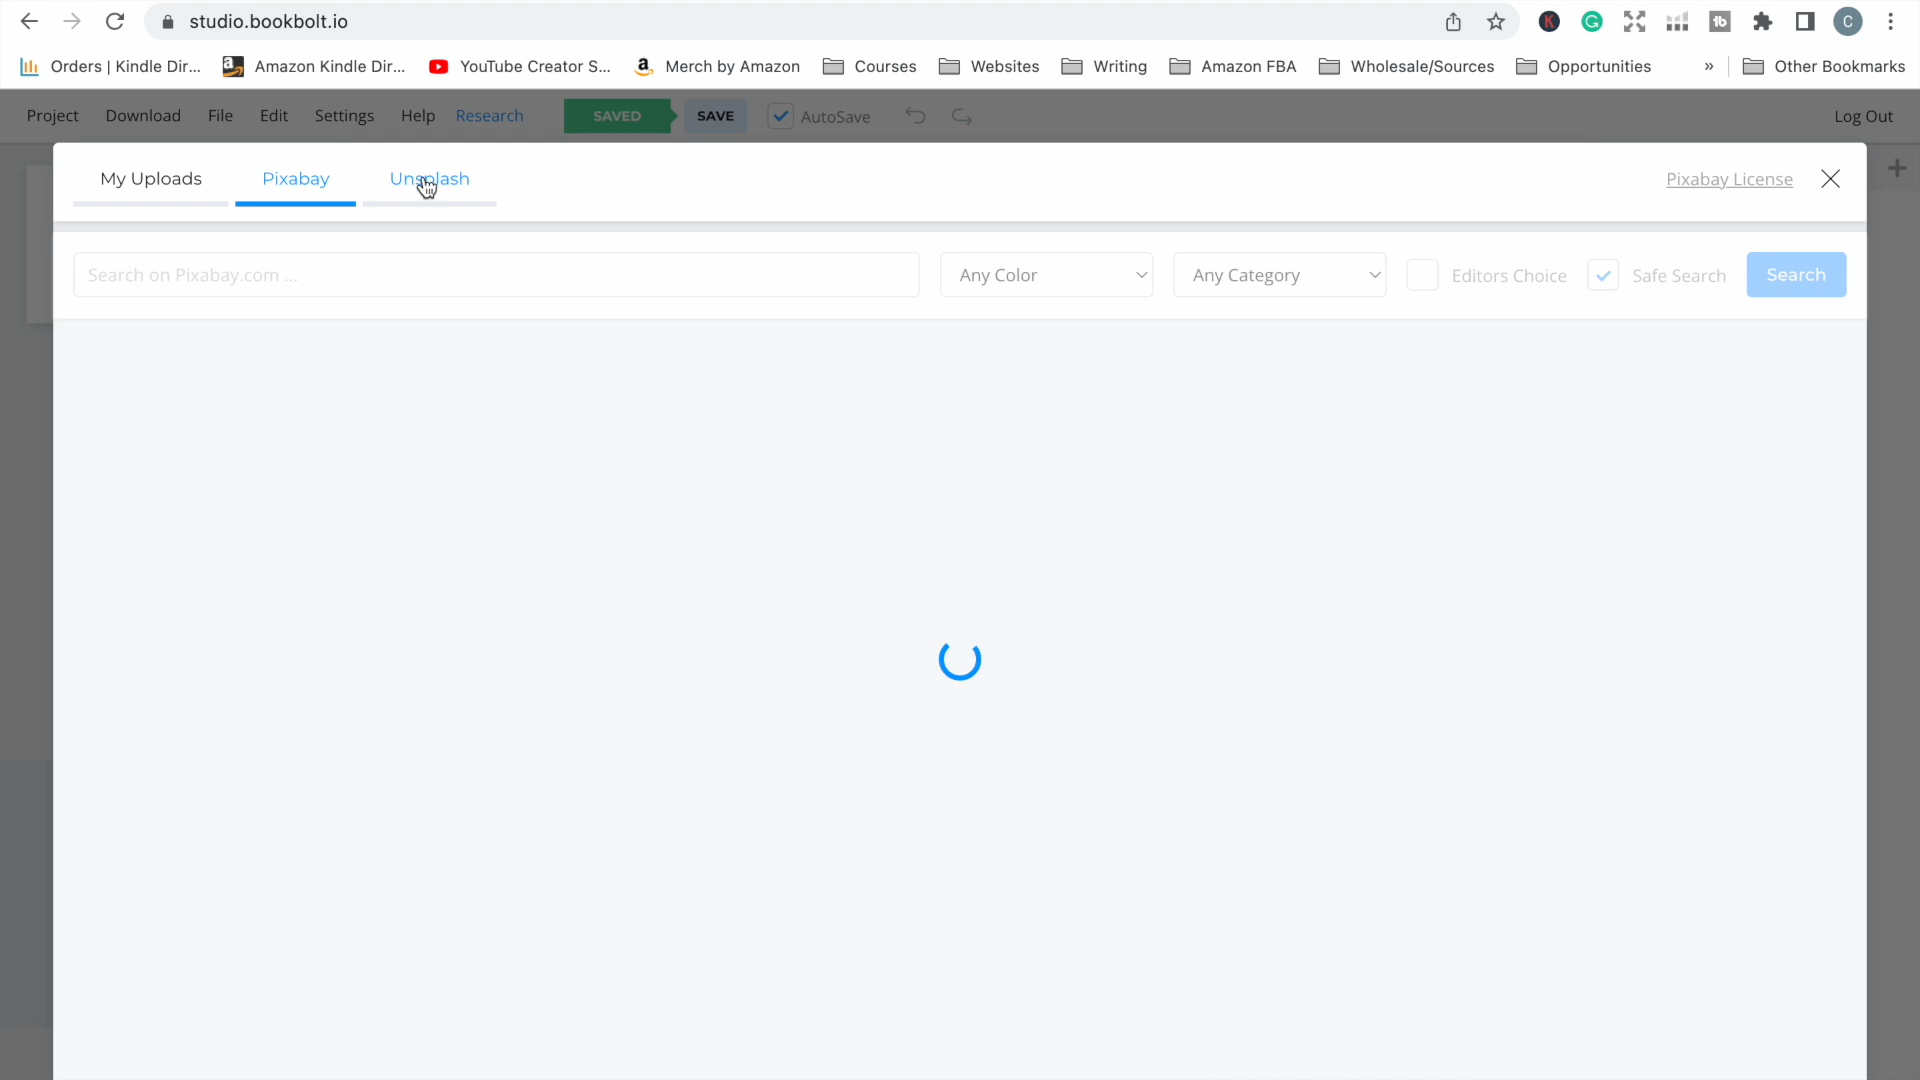 studio.bookbolt.io
K G tb C
Orders | Kindle Dir... Amazon Kindle Dir... YouTube Creator S... Merch by Amazon Courses Websites Writing Amazon FBA Wholesale/Sources Opportunities » Other Bookmarks
Project Download File Edit Settings Help Research SAVED SAVE AutoSave Log Out
My Uploads Pixabay Unsplash Pixabay License
Search on Pixabay.com ... Any Color Any Category Editors Choice Safe Search Search